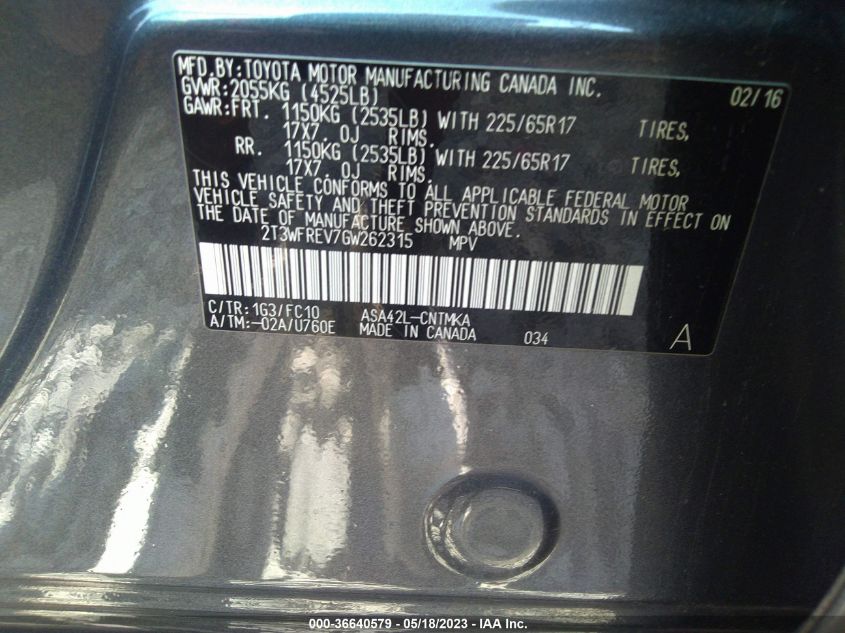 MFD.BY:TOYOTA MOTOR MANUFACTURING CANADA INC.
GVWR:2055KG (4525LB) 02/16
GAWR:FRT. 1150KG (2535LB) WITH 225/65R17 TIRES,
17X7.0J RIMS.
RR. 1150KG (2535LB) WITH 225/65R17 TIRES,
17X7.0J RIMS.
THIS VEHICLE CONFORMS TO ALL APPLICABLE FEDERAL MOTOR
VEHICLE SAFETY AND THEFT PREVENTION STANDARDS IN EFFECT ON
THE DATE OF MANUFACTURE SHOWN ABOVE.
2T3WFREV7GW262315 MPV
C/TR:1G3/FC10 ASA42L-CNTMKA
A/TM:-02A/U760E MADE IN CANADA 034 A
000-36640579 - 05/18/2023 - IAA Inc.